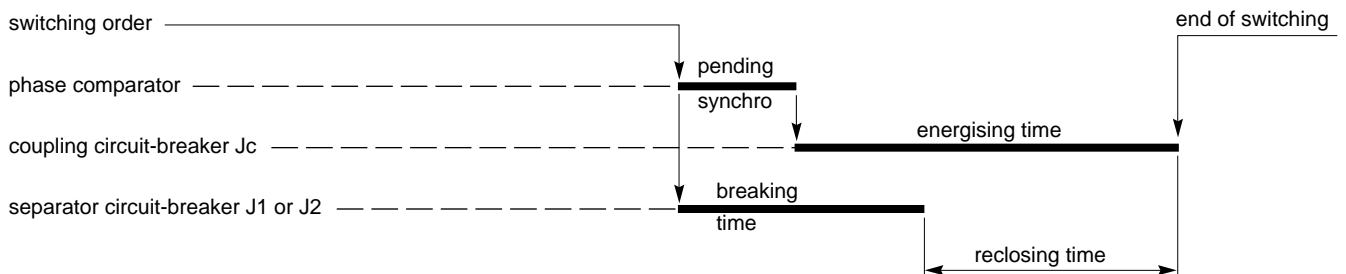 switching order
end of switching
phase comparator
pending
synchro
coupling circuit-breaker Jc
energising time
separator circuit-breaker J1 or J2
breaking
time
reclosing time